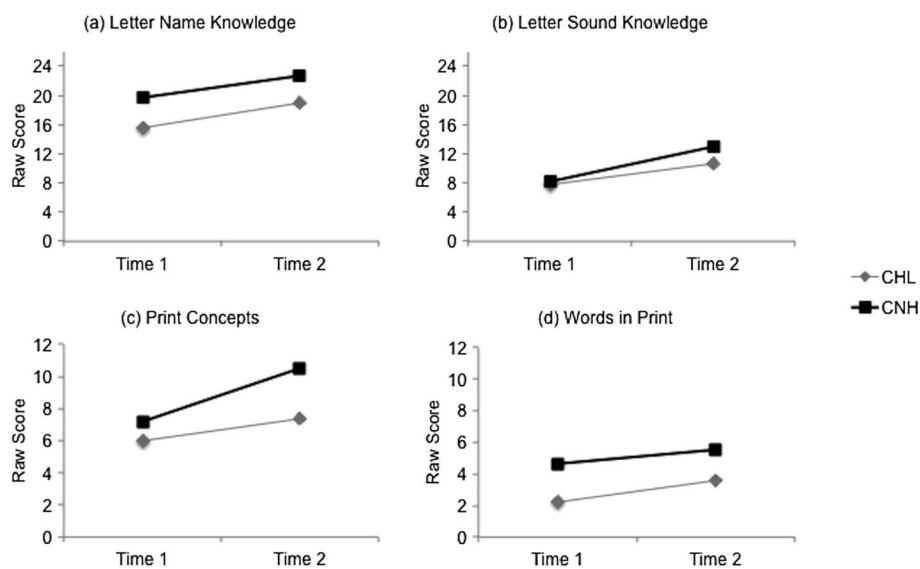 (a) Letter Name Knowledge
24
20
16
12
8
4
0
Raw Score
Time 1 Time 2
(b) Letter Sound Knowledge
24
20
16
12
8
4
0
Raw Score
Time 1 Time 2
CHL
CNH
(c) Print Concepts
12
10
8
6
4
2
0
Raw Score
Time 1 Time 2
(d) Words in Print
12
10
8
6
4
2
0
Raw Score
Time 1 Time 2